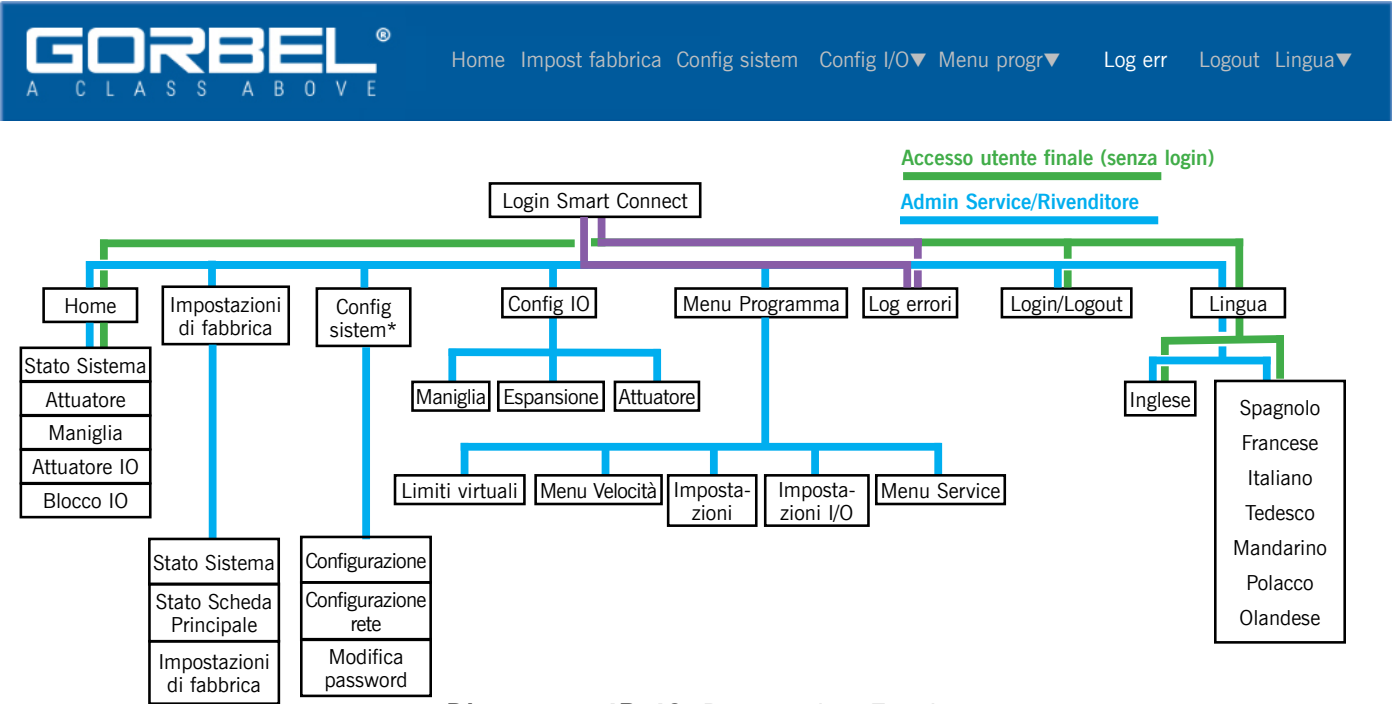 GORBEL®
A CLASS ABOVE
Home Impost fabbrica Config sistem Config I/O▼ Menu progr▼ Log err Logout Lingua▼
Accesso utente finale (senza login)
Admin Service/Rivenditore
Login Smart Connect
Home
Impostazioni
di fabbrica
Config
sistem*
Config IO
Menu Programma
Log errori
Login/Logout
Lingua
Stato Sistema
Attuatore
Maniglia
Attuatore IO
Blocco IO
Maniglia
Espansione
Attuatore
Inglese
Spagnolo
Francese
Italiano
Tedesco
Mandarino
Polacco
Olandese
Limiti virtuali
Menu Velocità
Imposta-
zioni
Imposta-
zioni I/O
Menu Service
Stato Sistema
Stato Scheda
Principale
Impostazioni
di fabbrica
Configurazione
Configurazione
rete
Modifica
password